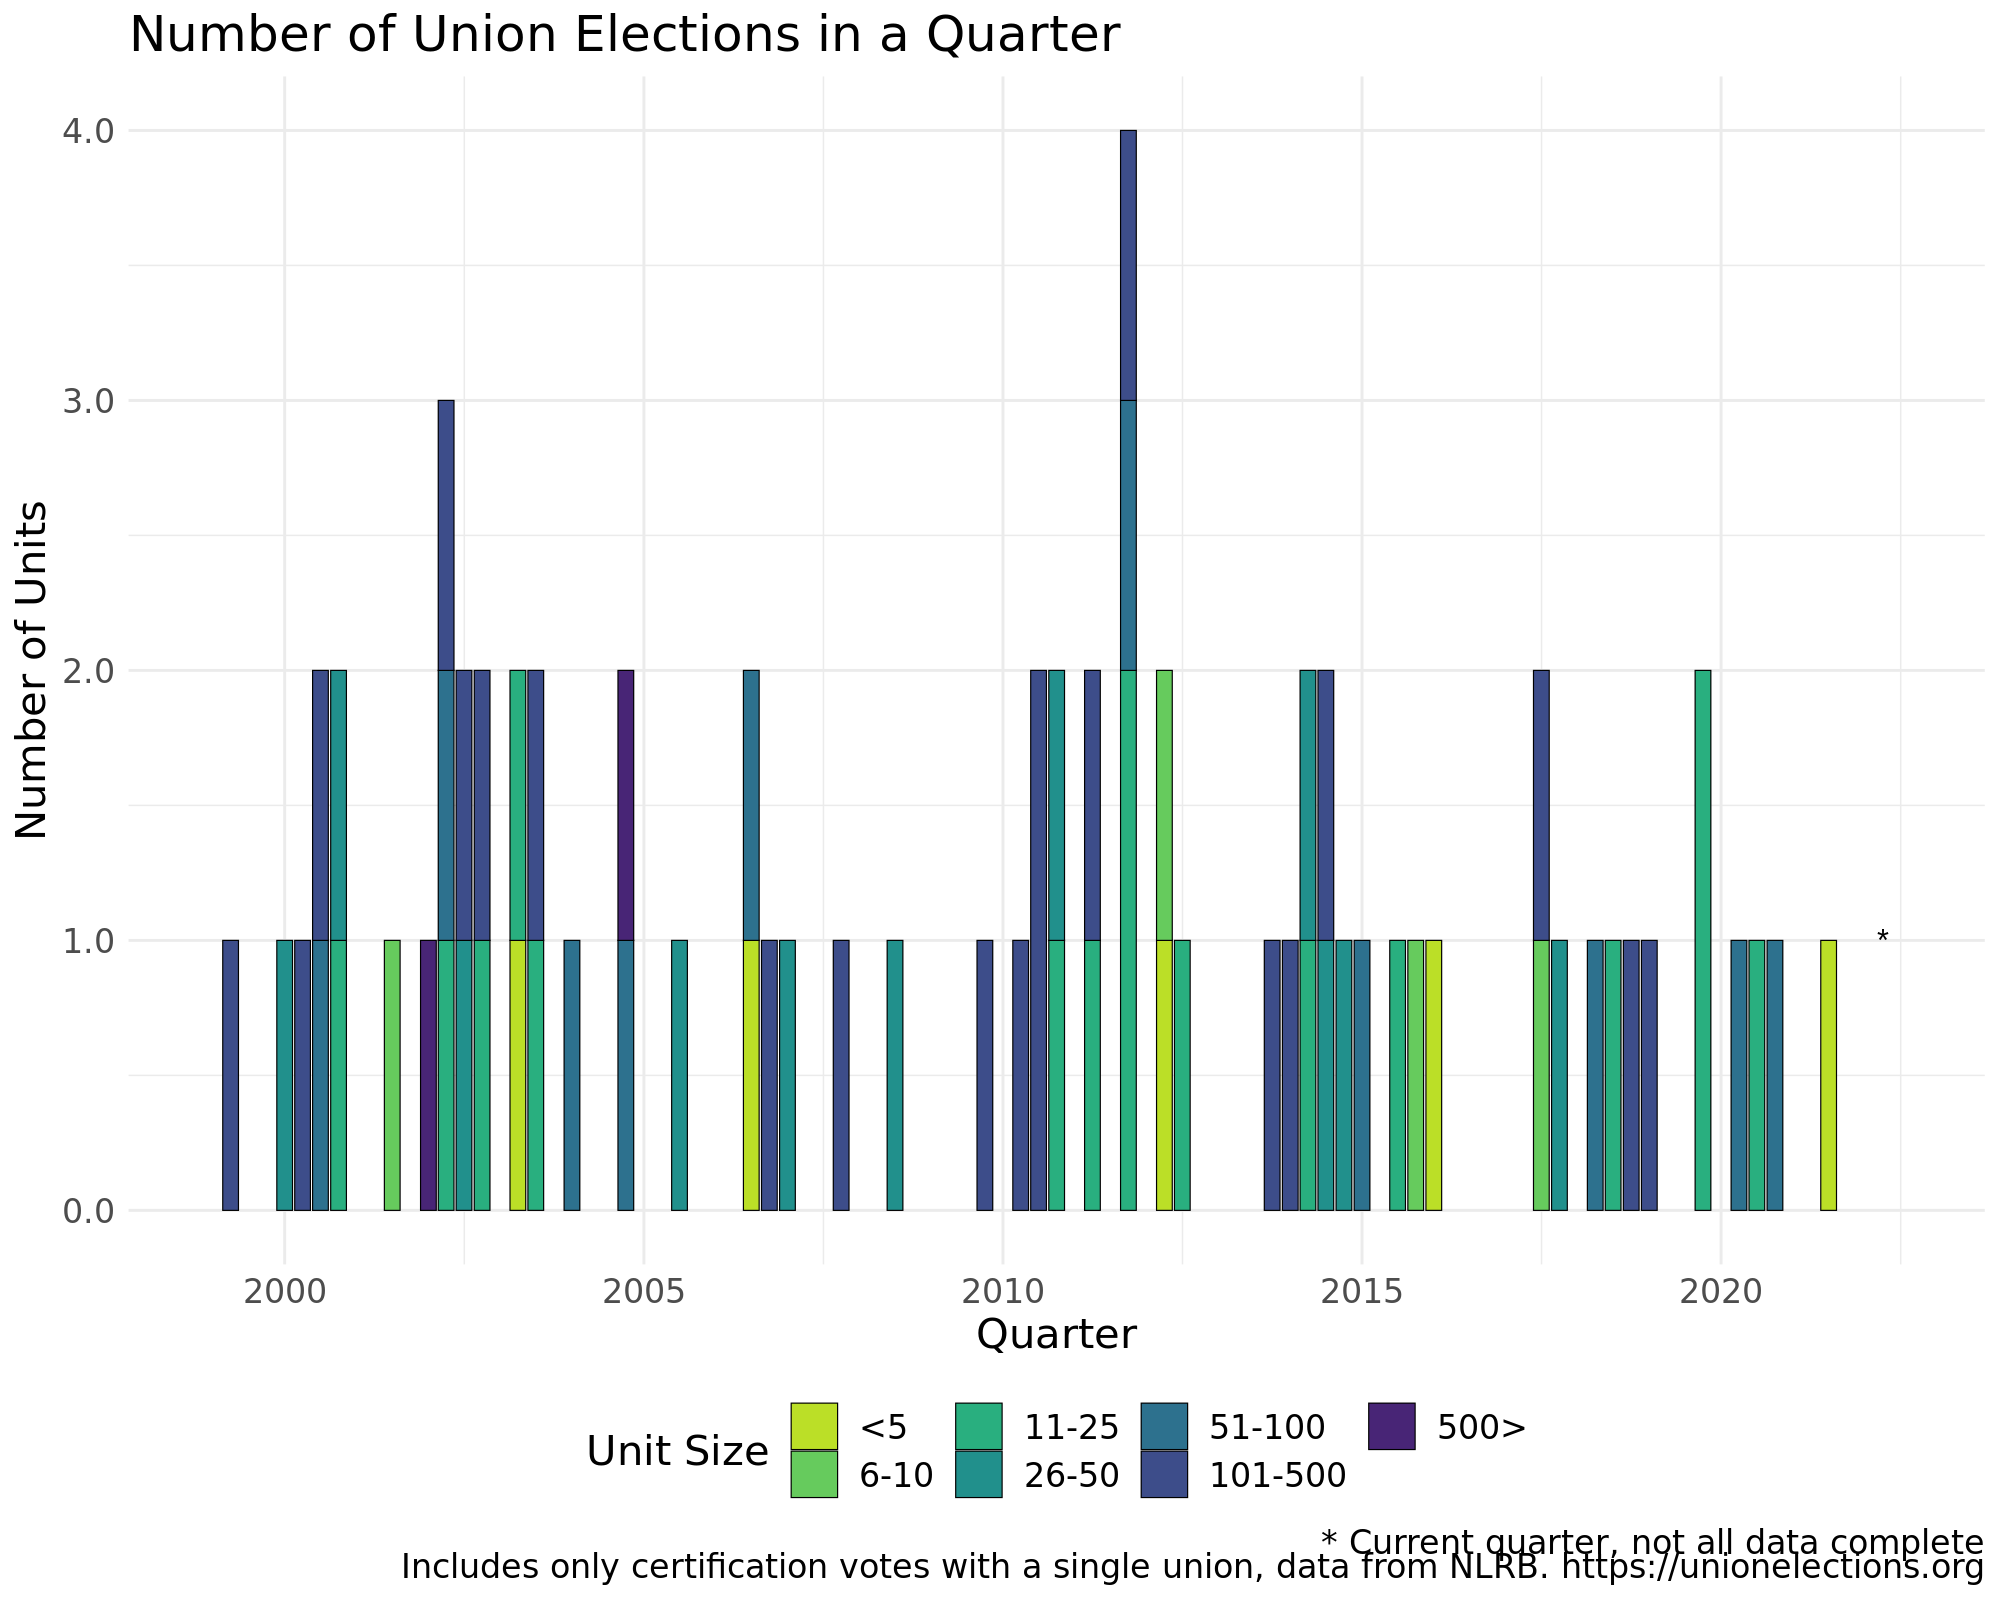 Number of Union Elections in a Quarter
Number of Units
4.0
3.0
2.0
1.0
0.0
*
2000 2005 2010 2015 2020
Quarter
Unit Size
<5 11-25 51-100 500>
6-10 26-50 101-500
* Current quarter, not all data complete
Includes only certification votes with a single union, data from NLRB. https://unionelections.org